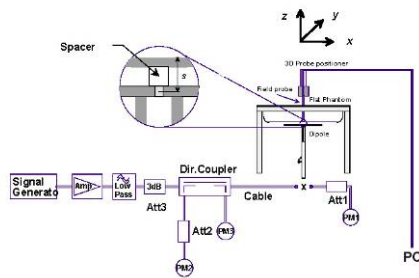 z
y
x
3D Probe positioner
Field probe
Flat Phantom
Dipole
Spacer
s
Signal
Generato
Amp
Low
Pass
3dB
Att3
Dir.Coupler
Cable
x
Att1
PM1
Att2
PM3
PM2
PC